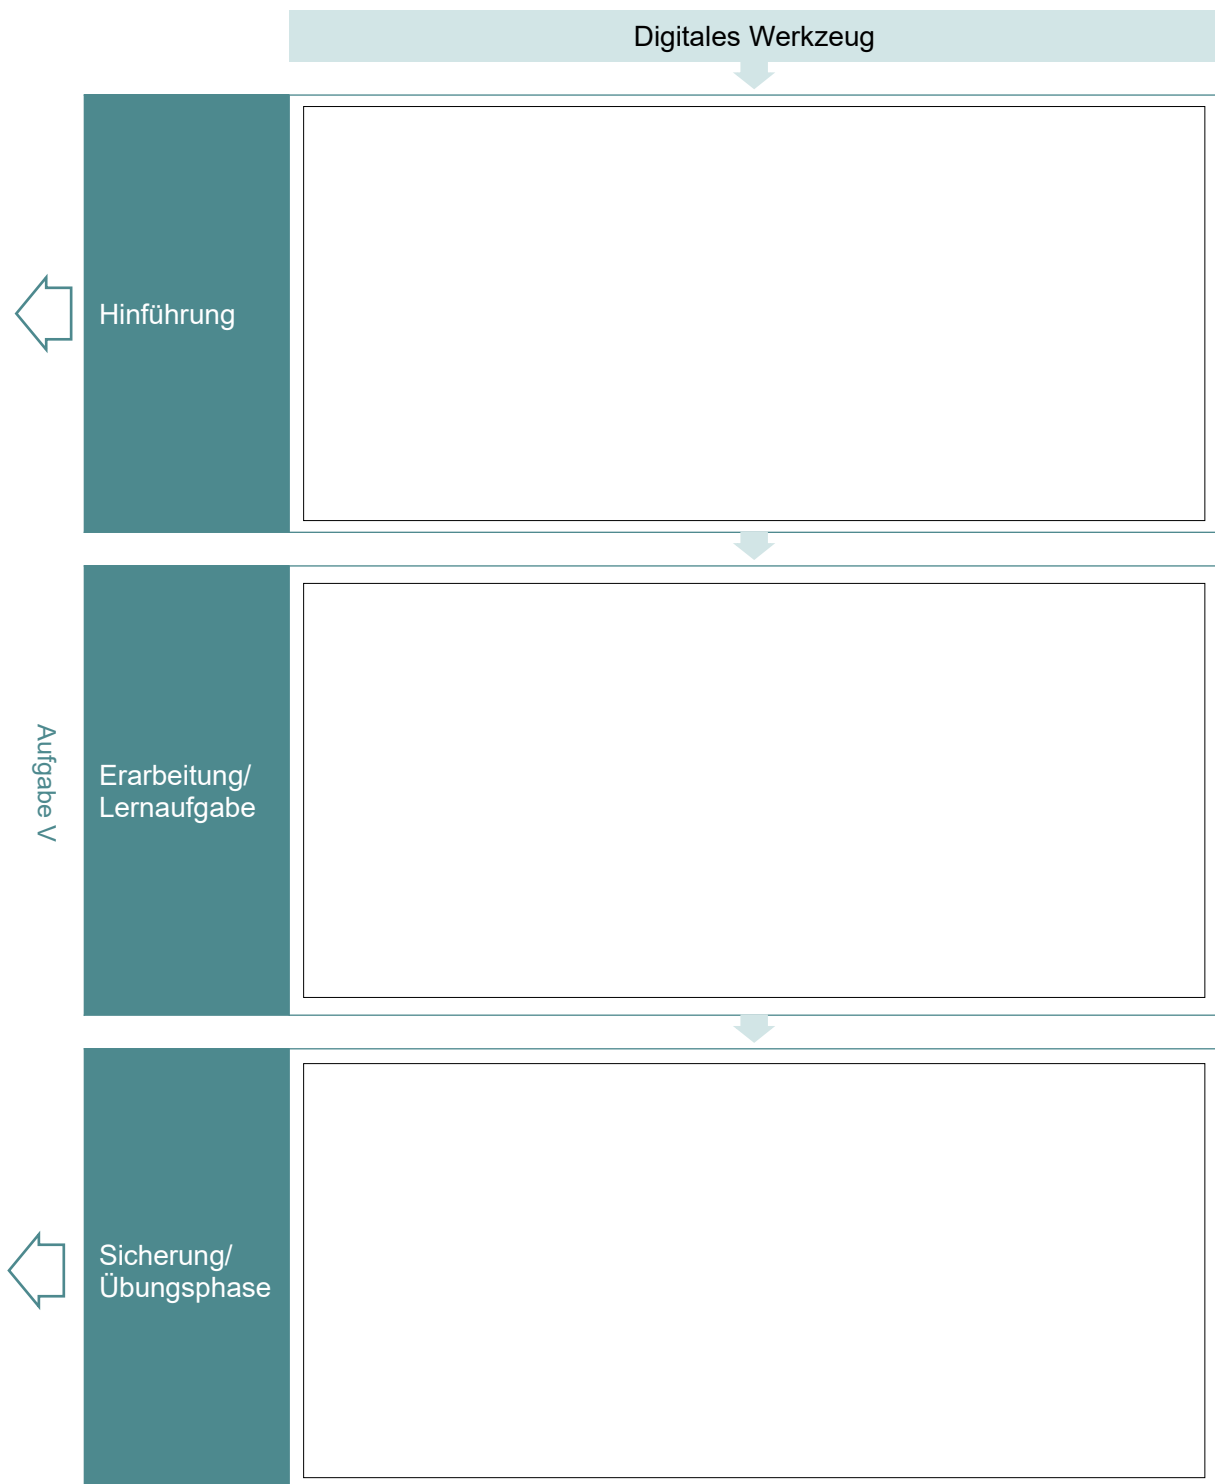 Digitales Werkzeug
Hinführung
Aufgabe V
Erarbeitung/
Lernaufgabe
Sicherung/
Übungsphase